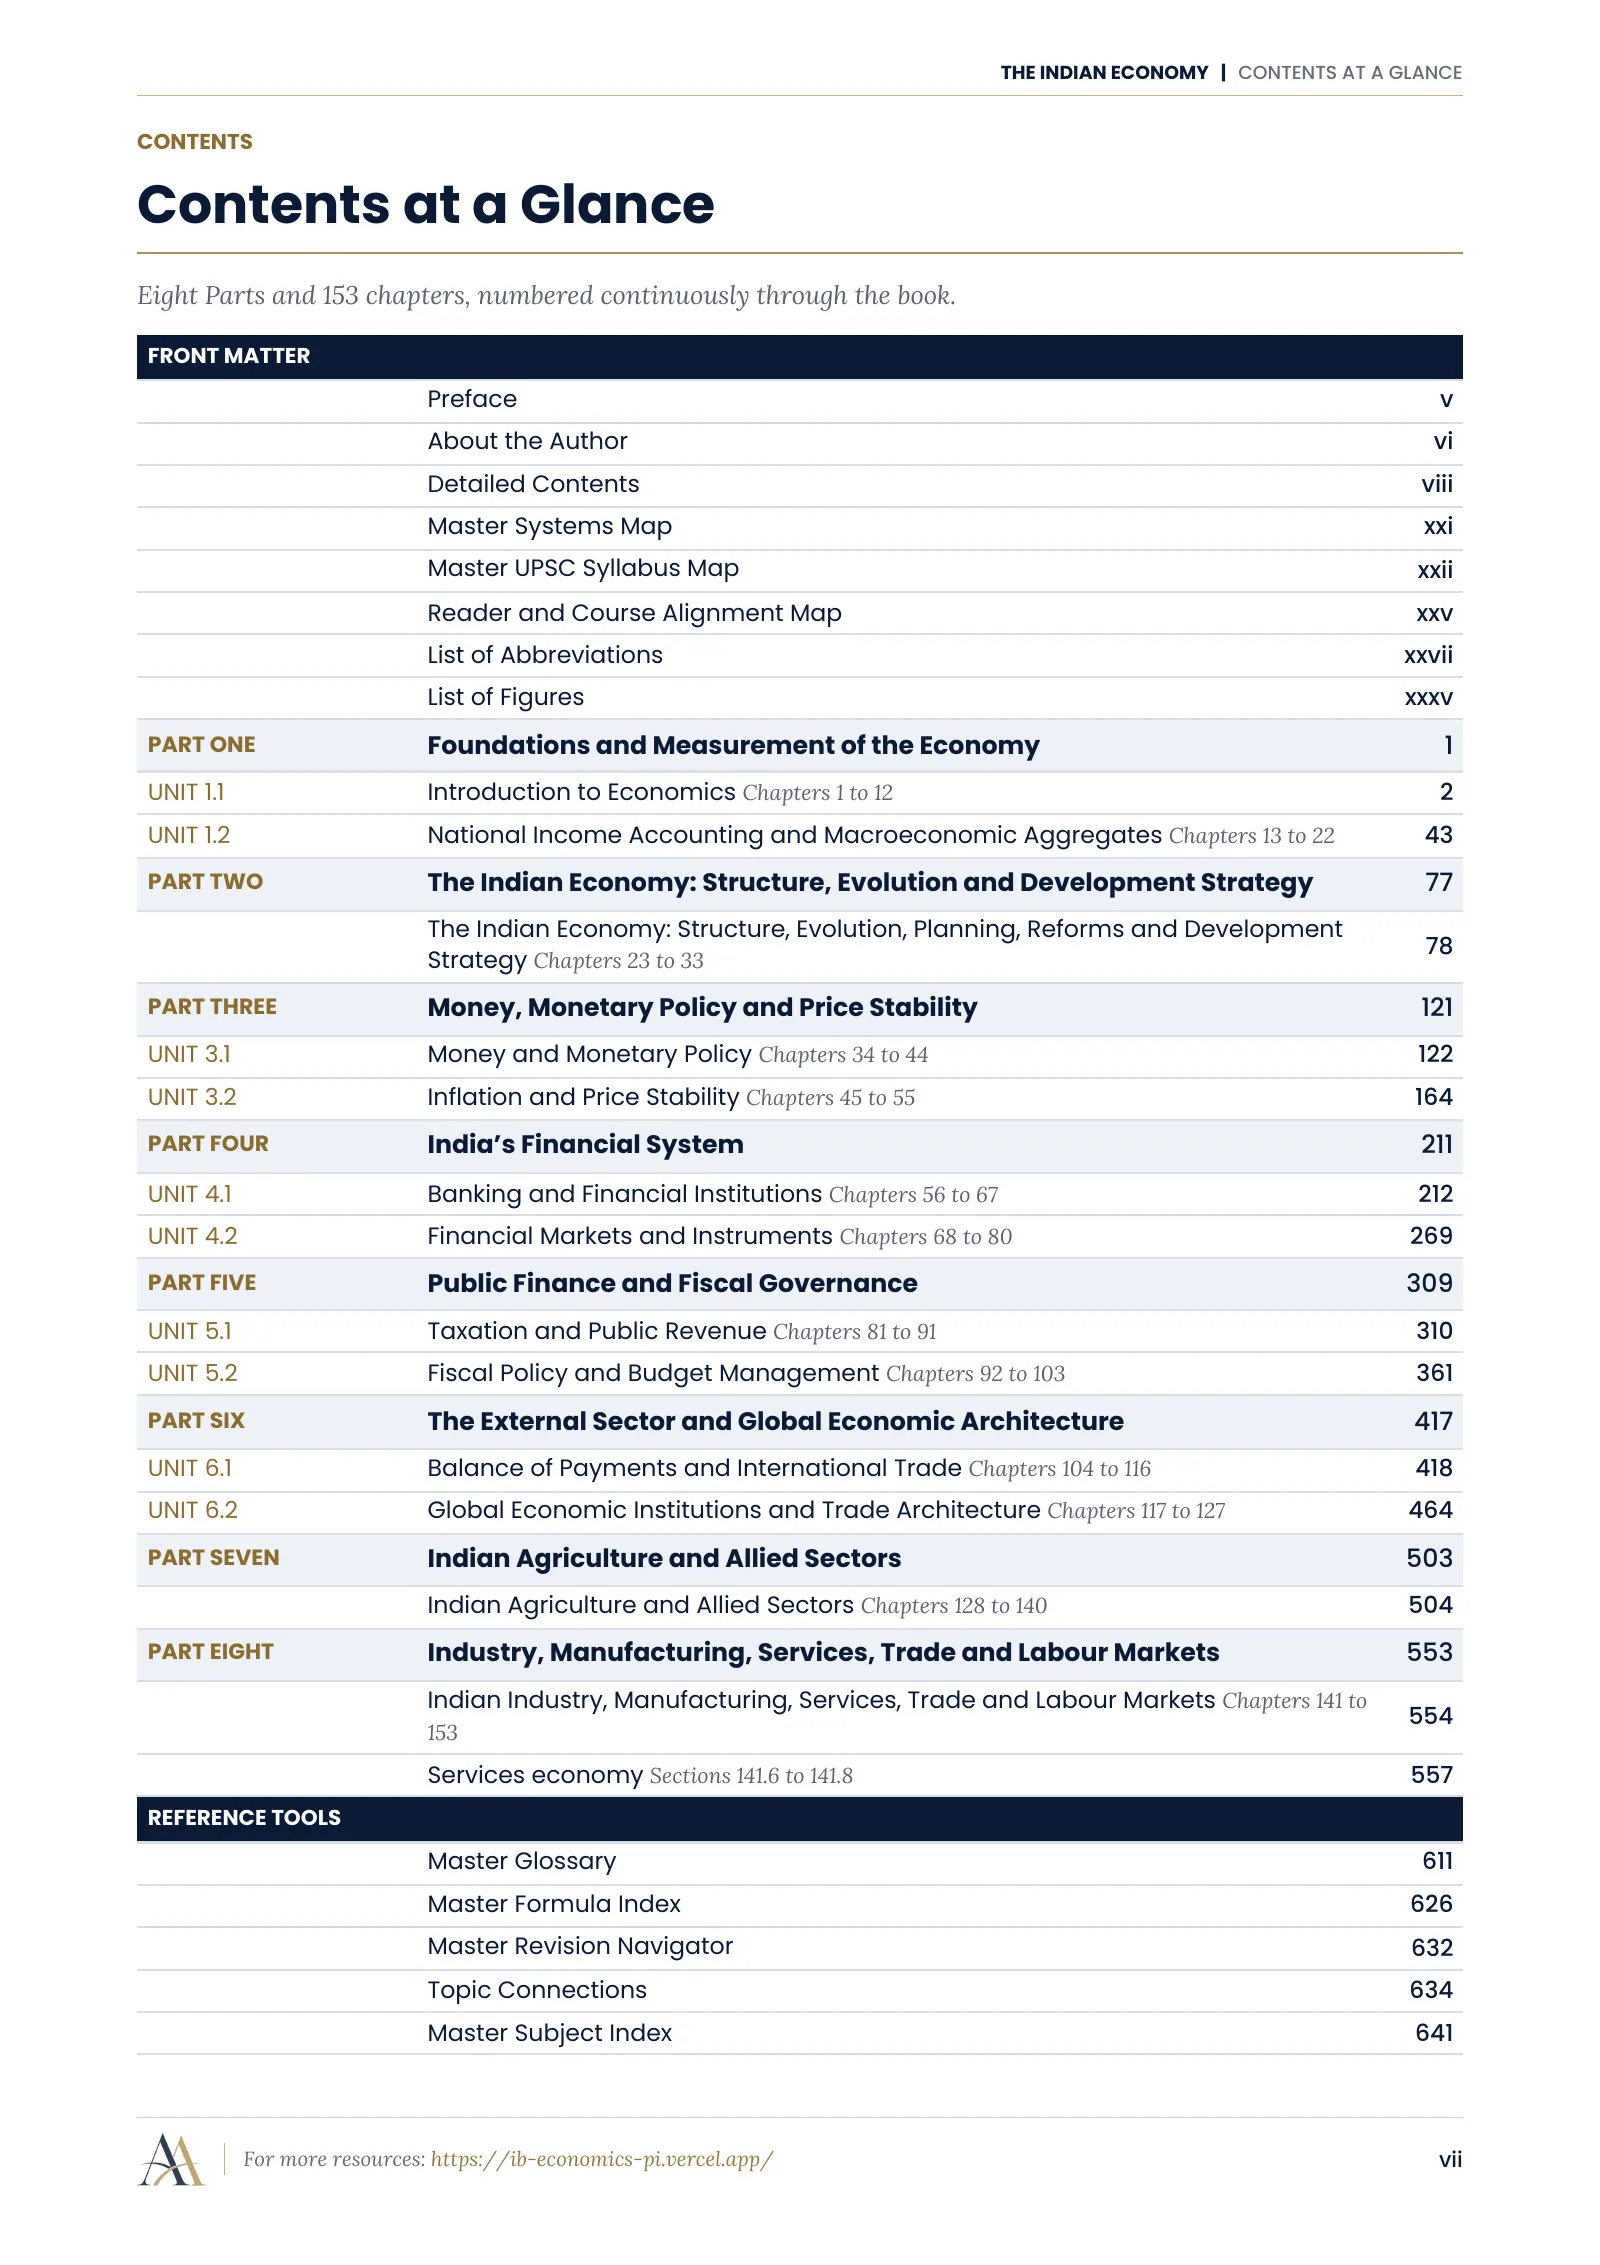 THE INDIAN ECONOMY | CONTENTS AT A GLANCE
CONTENTS
Contents at a Glance
Eight Parts and 153 chapters, numbered continuously through the book.
FRONT MATTER
Preface v
About the Author vi
Detailed Contents viii
Master Systems Map xxi
Master UPSC Syllabus Map xxii
Reader and Course Alignment Map xxv
List of Abbreviations xxvii
List of Figures xxxv
PART ONE Foundations and Measurement of the Economy 1
UNIT 1.1 Introduction to Economics Chapters 1 to 12 2
UNIT 1.2 National Income Accounting and Macroeconomic Aggregates Chapters 13 to 22 43
PART TWO The Indian Economy: Structure, Evolution and Development Strategy 77
The Indian Economy: Structure, Evolution, Planning, Reforms and Development
Strategy Chapters 23 to 33 78
PART THREE Money, Monetary Policy and Price Stability 121
UNIT 3.1 Money and Monetary Policy Chapters 34 to 44 122
UNIT 3.2 Inflation and Price Stability Chapters 45 to 55 164
PART FOUR India’s Financial System 211
UNIT 4.1 Banking and Financial Institutions Chapters 56 to 67 212
UNIT 4.2 Financial Markets and Instruments Chapters 68 to 80 269
PART FIVE Public Finance and Fiscal Governance 309
UNIT 5.1 Taxation and Public Revenue Chapters 81 to 91 310
UNIT 5.2 Fiscal Policy and Budget Management Chapters 92 to 103 361
PART SIX The External Sector and Global Economic Architecture 417
UNIT 6.1 Balance of Payments and International Trade Chapters 104 to 116 418
UNIT 6.2 Global Economic Institutions and Trade Architecture Chapters 117 to 127 464
PART SEVEN Indian Agriculture and Allied Sectors 503
Indian Agriculture and Allied Sectors Chapters 128 to 140 504
PART EIGHT Industry, Manufacturing, Services, Trade and Labour Markets 553
Indian Industry, Manufacturing, Services, Trade and Labour Markets Chapters 141 to
153 554
Services economy Sections 141.6 to 141.8 557
REFERENCE TOOLS
Master Glossary 611
Master Formula Index 626
Master Revision Navigator 632
Topic Connections 634
Master Subject Index 641
AA For more resources: https://ib-economics-pi.vercel.app/ vii